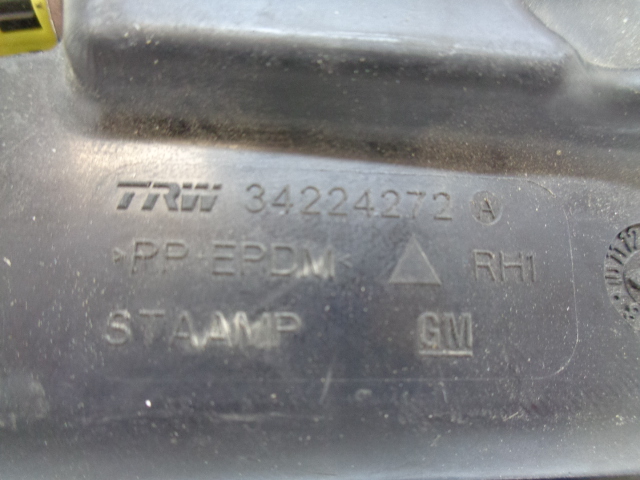 TRW 34224272 A
>PP EPDM< RH1
STAAMP GM